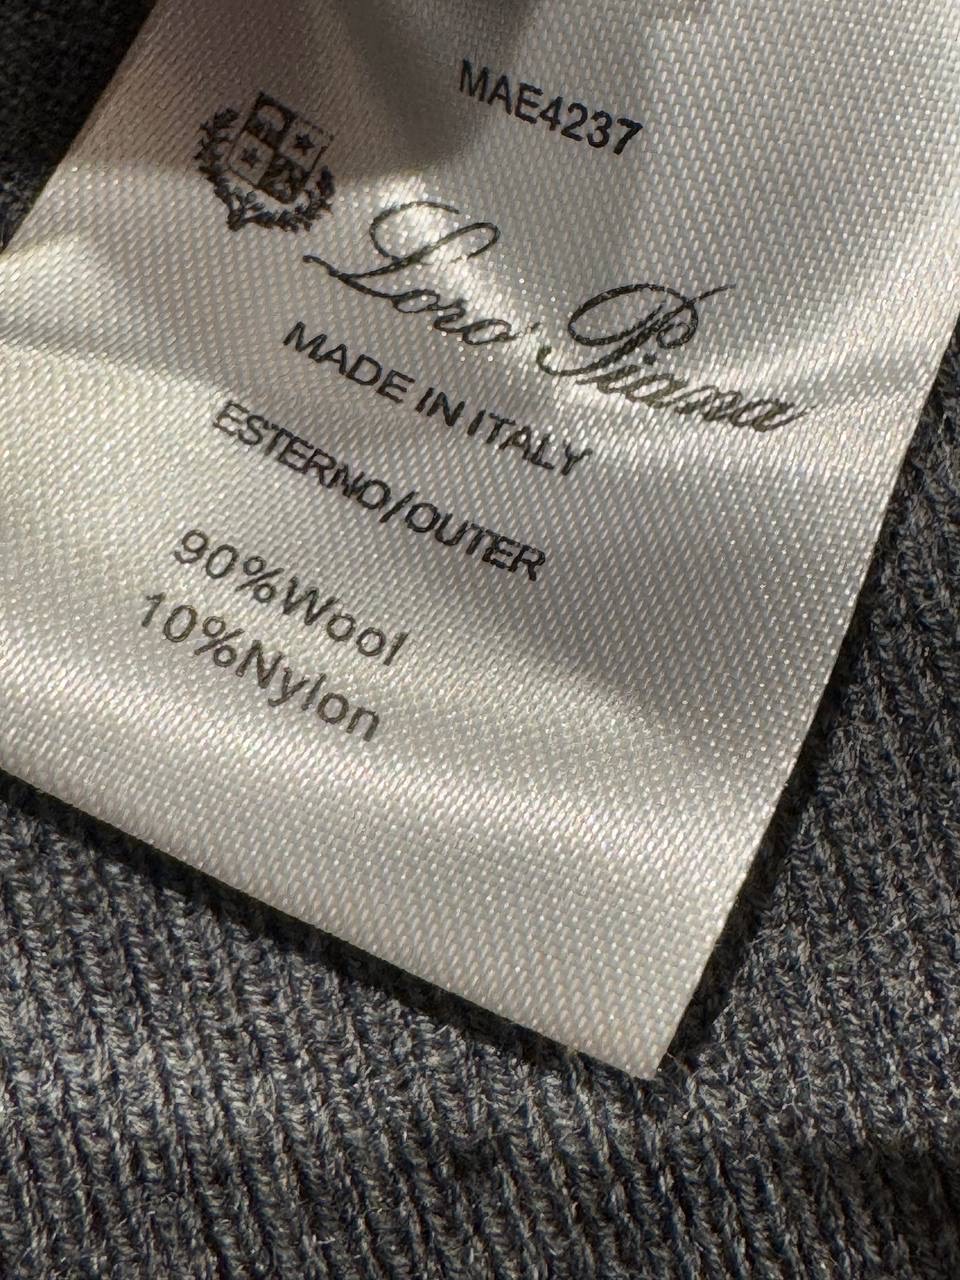 MAE4237
Loro Piana
MADE IN ITALY
ESTERNO/OUTER
90%Wool
10%Nylon